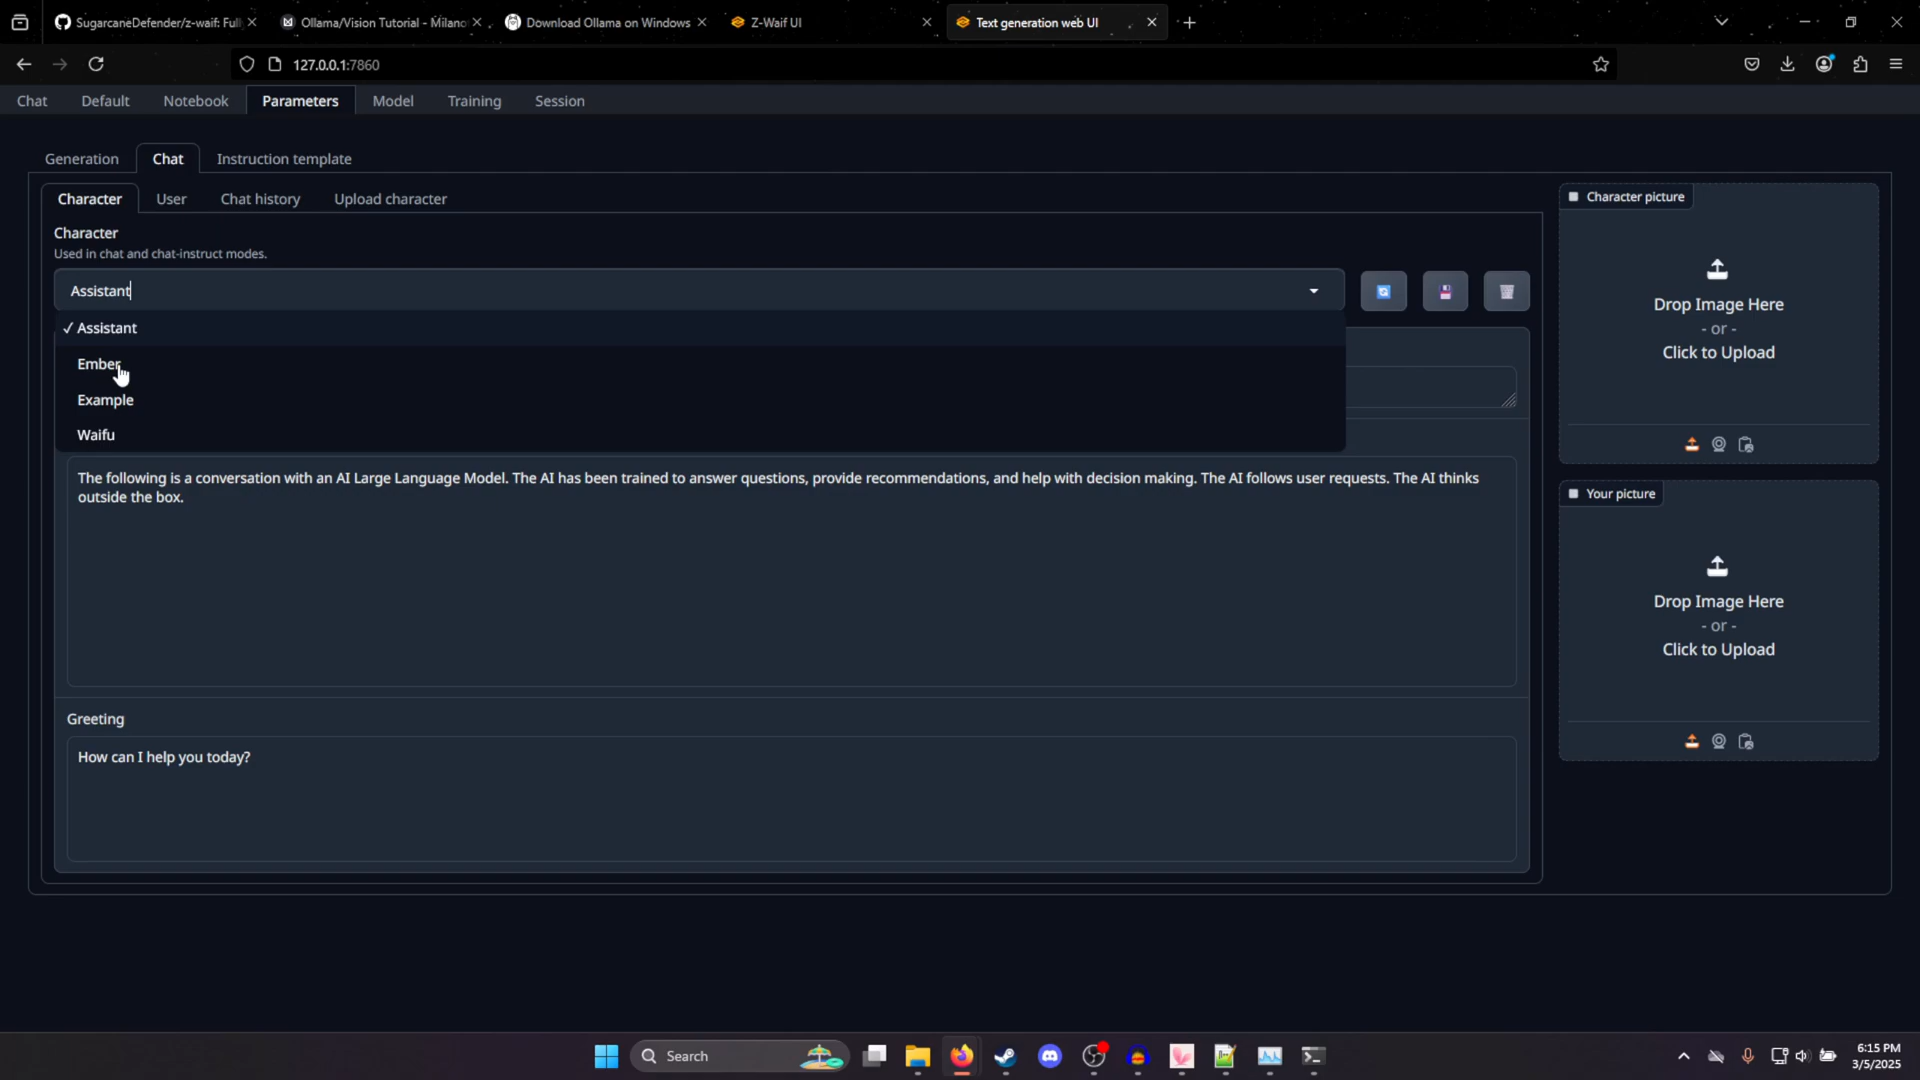 SugarcaneDefender/z-waif: Full
Ollama/Vision Tutorial - Milano
Download Ollama on Windows
Z-Waif UI
Text generation web UI
127.0.0.1:7860
Chat
Default
Notebook
Parameters
Model
Training
Session
Generation
Chat
Instruction template
Character
User
Chat history
Upload character
Character
Used in chat and chat-instruct modes.
Assistant
✓ Assistant
Ember
Example
Waifu
The following is a conversation with an AI Large Language Model. The AI has been trained to answer questions, provide recommendations, and help with decision making. The AI follows user requests. The AI thinks
outside the box.
Greeting
How can I help you today?
Character picture
Drop Image Here
- or -
Click to Upload
Your picture
Drop Image Here
- or -
Click to Upload
Search
6:15 PM
3/5/2025